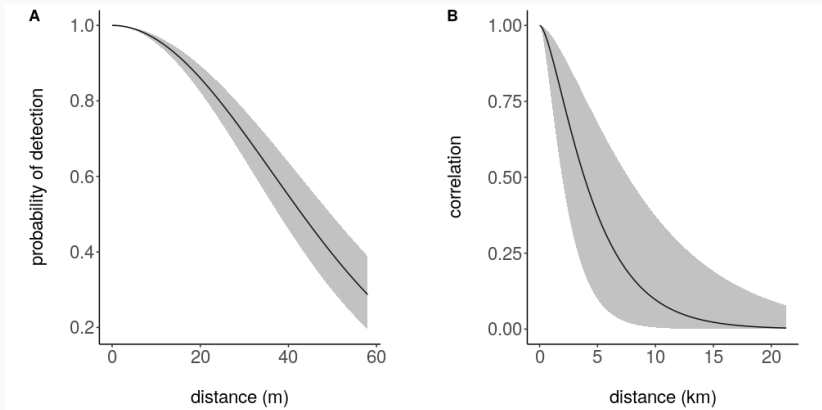 A
1.0
0.8
0.6
0.4
0.2
probability of detection
0 20 40 60
distance (m)
B
1.00
0.75
0.50
0.25
0.00
correlation
0 5 10 15 20
distance (km)